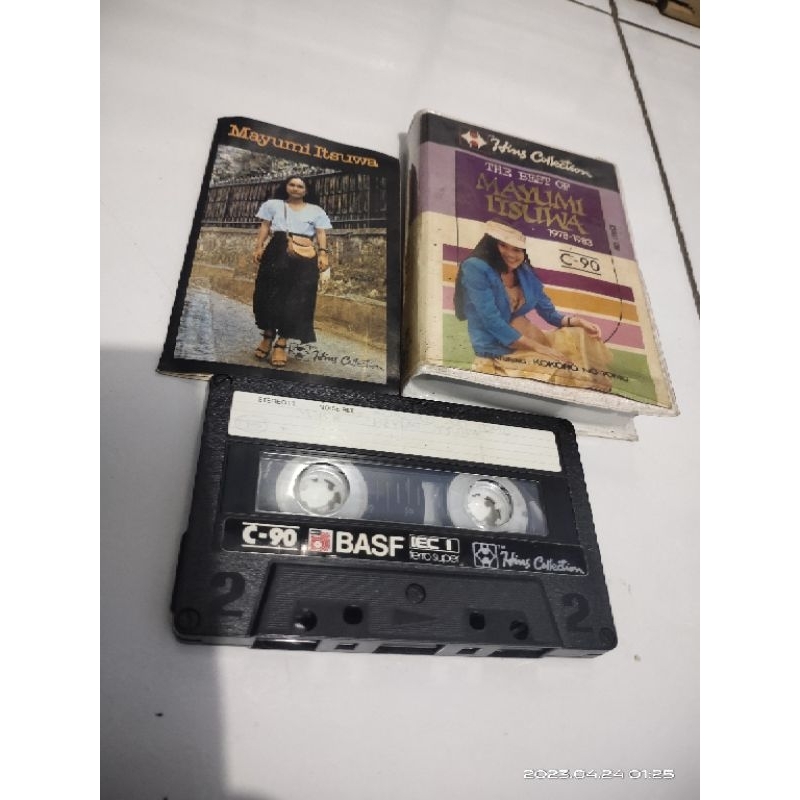 Mayumi Itsuwa
Hins Collection
Hins Collection
THE BEST OF
MAYUMI
ITSUWA
1978-1983
C-90
KOKORO NO TOMO
STEREO
C-90 BASF IEC I
ferro super
Hins Collection
2 2
2023.04.24 01:25